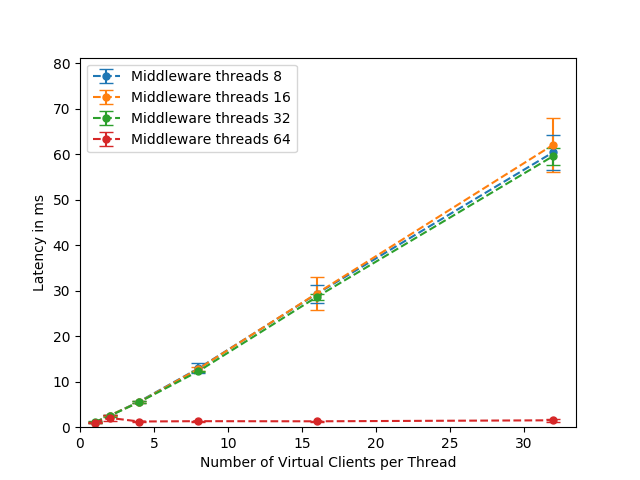 80
70
60
50
40
30
20
10
0
Latency in ms
Middleware threads 8
Middleware threads 16
Middleware threads 32
Middleware threads 64
0 5 10 15 20 25 30
Number of Virtual Clients per Thread